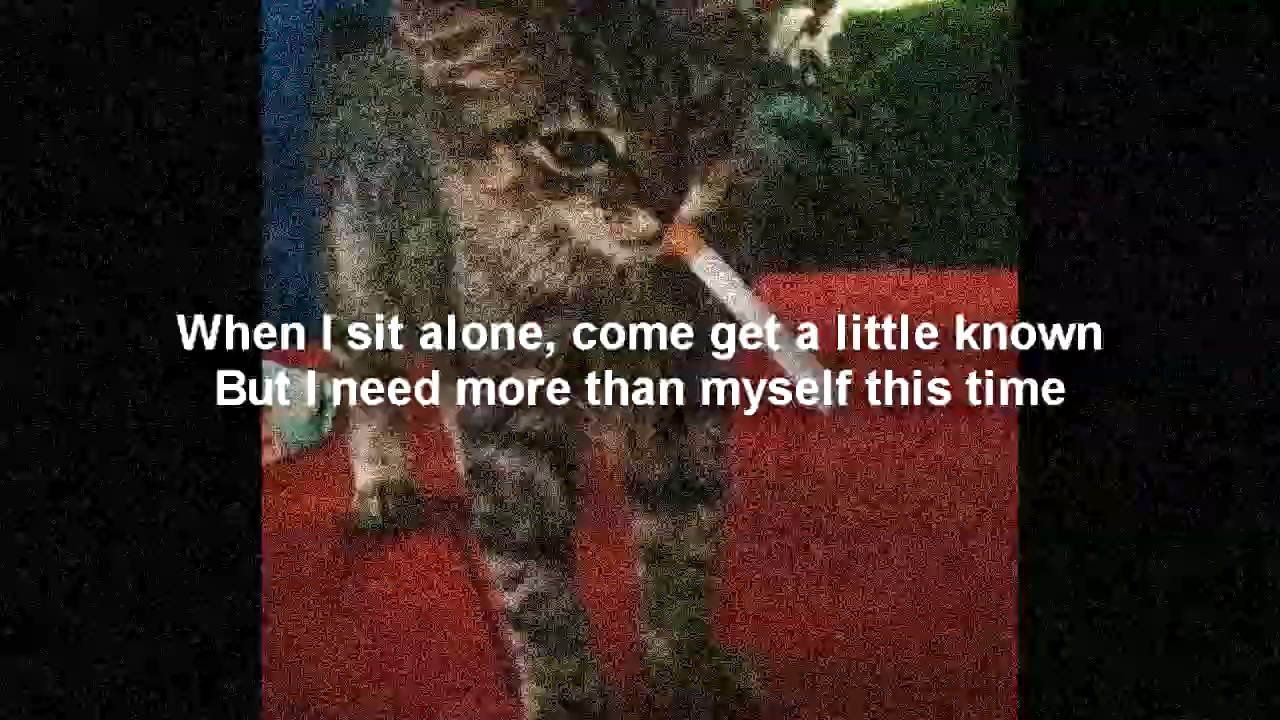 When I sit alone, come get a little known
But I need more than myself this time